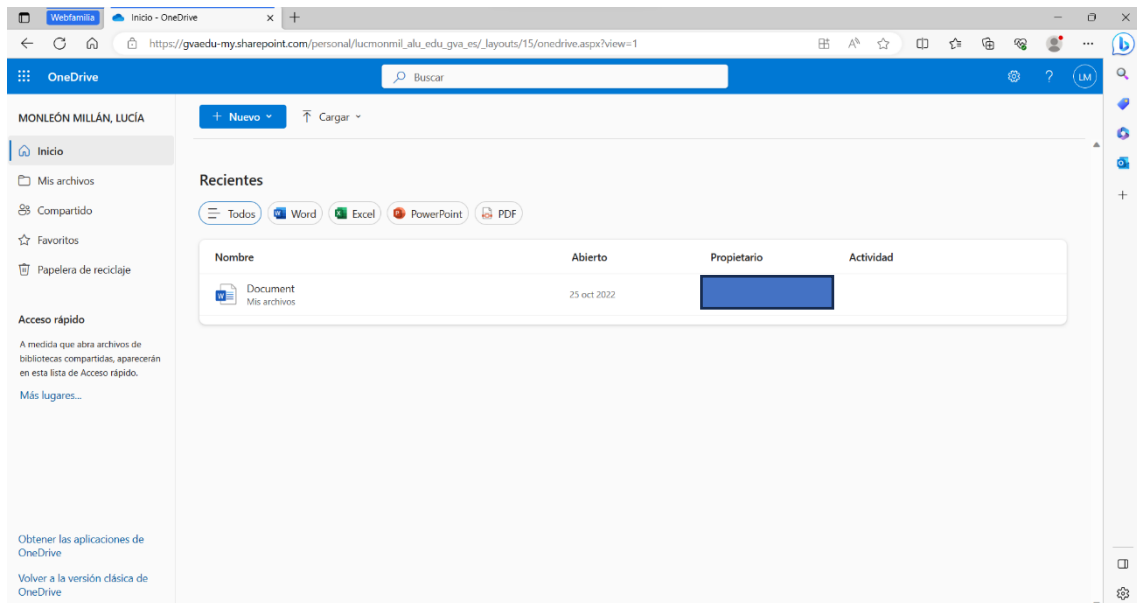 Webfamilia
Inicio - OneDrive
https://gvaedu-my.sharepoint.com/personal/lucmonmil_alu_edu_gva_es/_layouts/15/onedrive.aspx?view=1
OneDrive
Buscar
LM
MONLEÓN MILLÁN, LUCÍA
Inicio
Mis archivos
Compartido
Favoritos
Papelera de reciclaje
Acceso rápido
A medida que abra archivos de
bibliotecas compartidas, aparecerán
en esta lista de Acceso rápido.
Más lugares...
Obtener las aplicaciones de
OneDrive
Volver a la versión clásica de
OneDrive
+ Nuevo
Cargar
Recientes
Todos
Word
Excel
PowerPoint
PDF
Nombre
Abierto
Propietario
Actividad
Document
Mis archivos
25 oct 2022